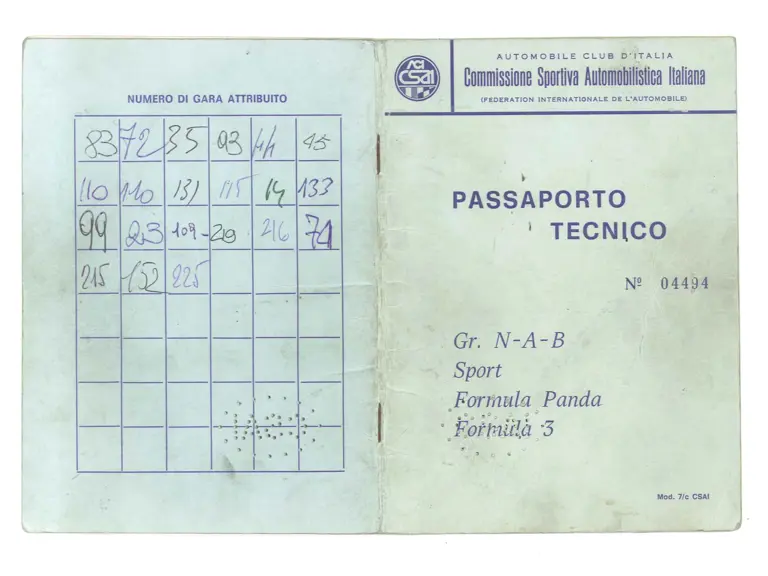 NUMERO DI GARA ATTRIBUITO
83 72 35 93 44 45
110 110 131 115 14 133
99 23 109 219 216 71
215 152 225
ACI
CSAI
AUTOMOBILE CLUB D'ITALIA
Commissione Sportiva Automobilistica Italiana
(FEDERATION INTERNATIONALE DE L'AUTOMOBILE)
PASSAPORTO
TECNICO
Nº 04494
Gr. N-A-B
Sport
Formula Panda
Formula 3
Mod. 7/c CSAI